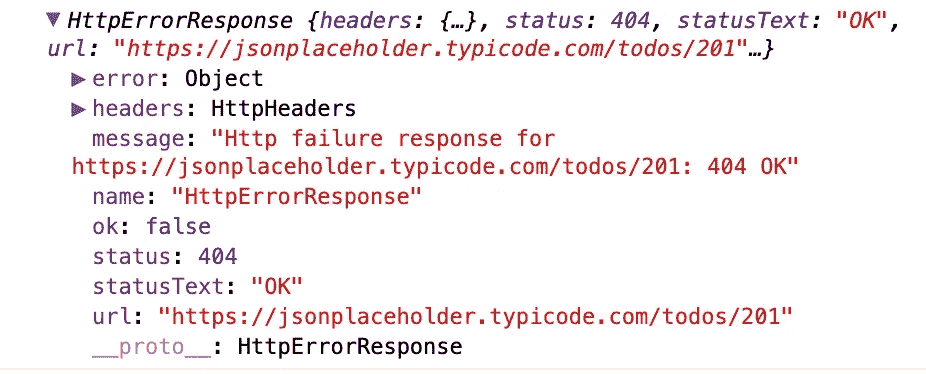 ▼HttpErrorResponse {headers: {…}, status: 404, statusText: "OK",
url: "https://jsonplaceholder.typicode.com/todos/201"…}
▶error: Object
▶headers: HttpHeaders
message: "Http failure response for
https://jsonplaceholder.typicode.com/todos/201: 404 OK"
name: "HttpErrorResponse"
ok: false
status: 404
statusText: "OK"
url: "https://jsonplaceholder.typicode.com/todos/201"
__proto__: HttpErrorResponse